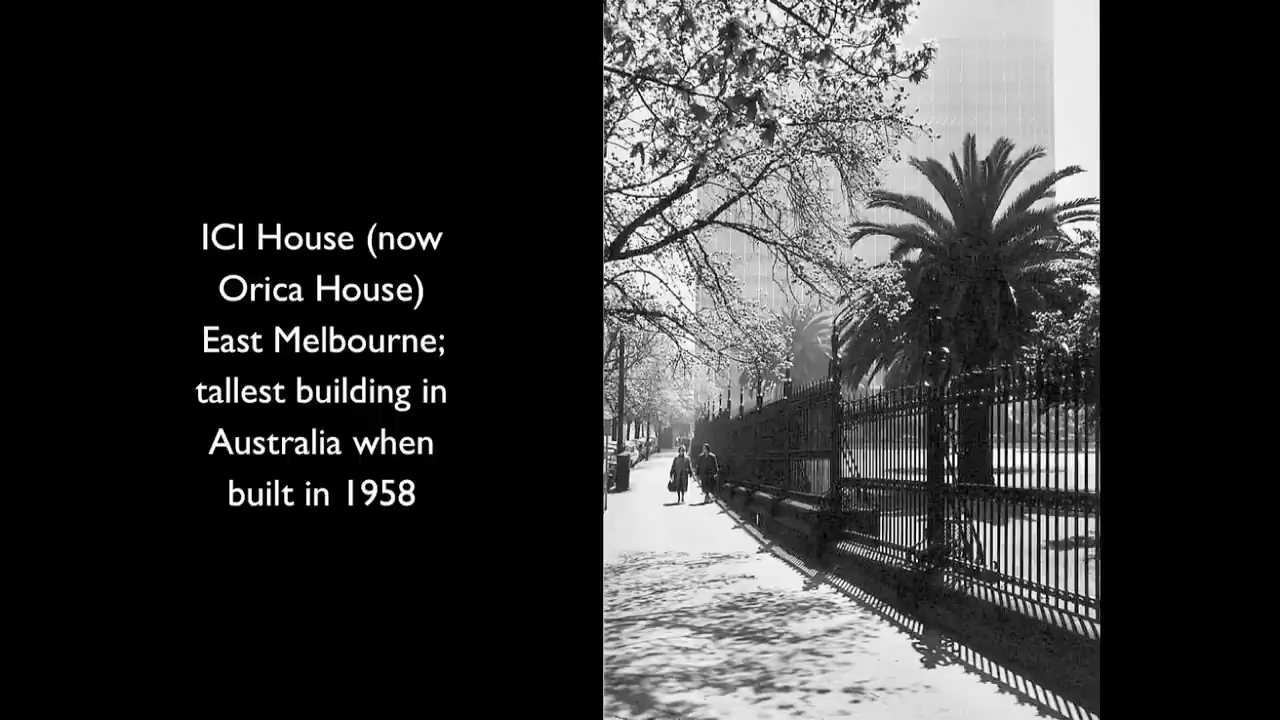 ICI House (now
Orica House)
East Melbourne;
tallest building in
Australia when
built in 1958